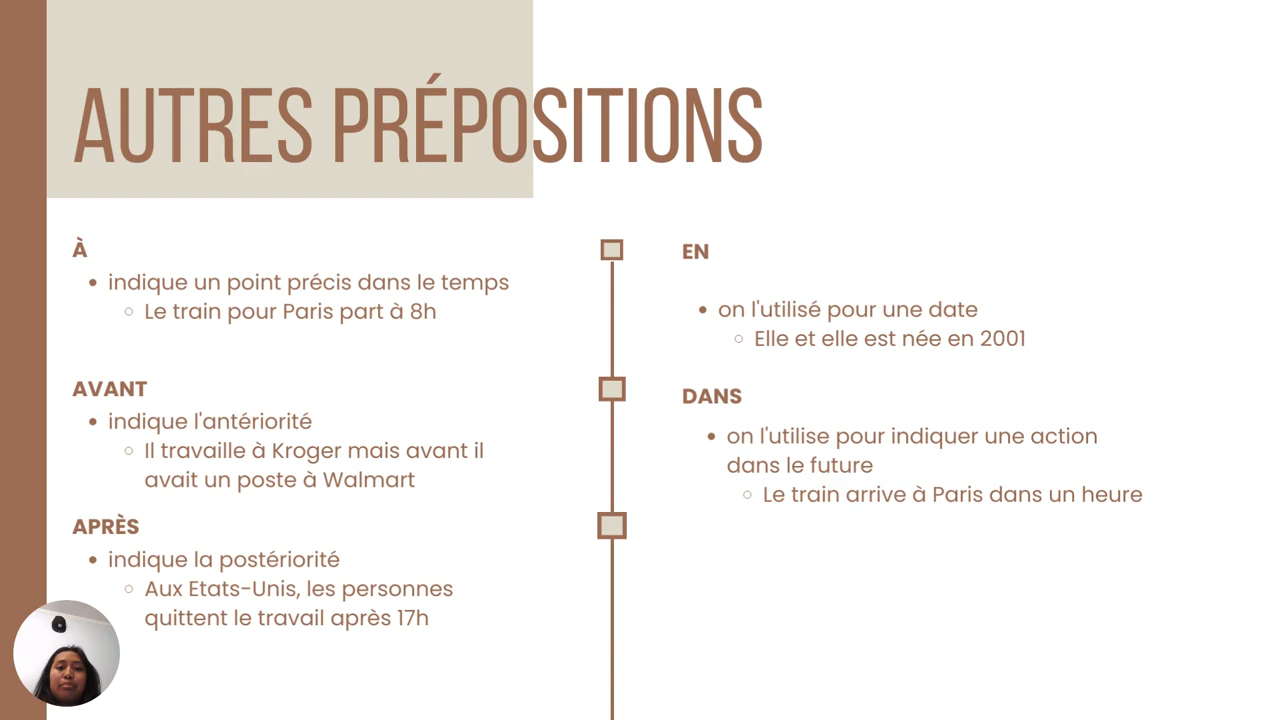 AUTRES PRÉPOSITIONS
À
indique un point précis dans le temps
Le train pour Paris part à 8h
AVANT
indique l'antériorité
Il travaille à Kroger mais avant il
avait un poste à Walmart
APRÈS
indique la postériorité
Aux Etats-Unis, les personnes
quittent le travail après 17h
EN
on l'utilisé pour une date
Elle et elle est née en 2001
DANS
on l'utilise pour indiquer une action
dans le future
Le train arrive à Paris dans un heure